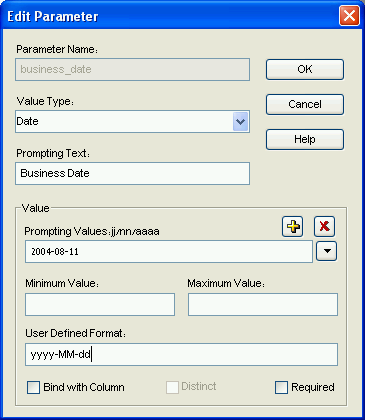 Edit Parameter
Parameter Name:
business_date
OK
Value Type:
Date
Cancel
Help
Prompting Text:
Business Date
Value
Prompting Values:jj/nn/aaaa
2004-08-11
Minimum Value:
Maximum Value:
User Defined Format:
yyyy-MM-dd
Bind with Column
Distinct
Required